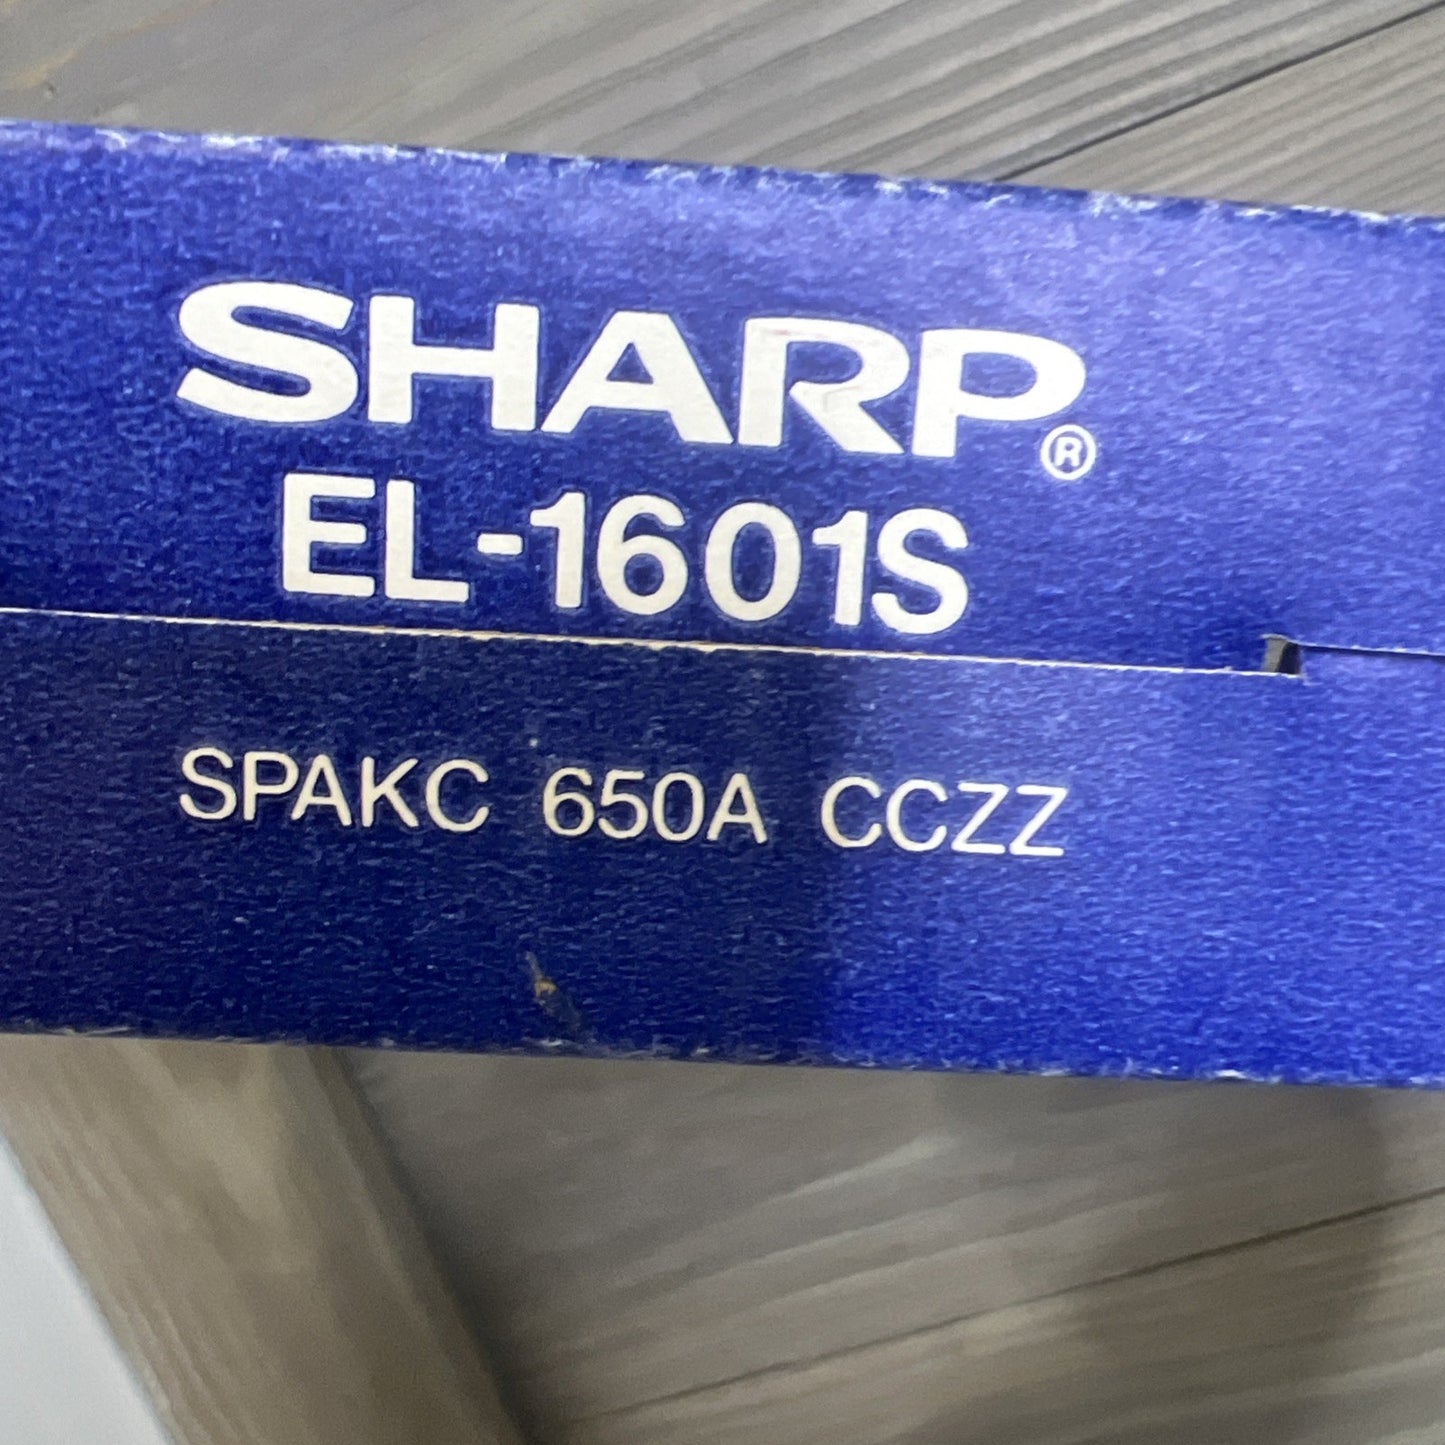 SHARP®
EL-1601S
SPAKC 650A CCZZ